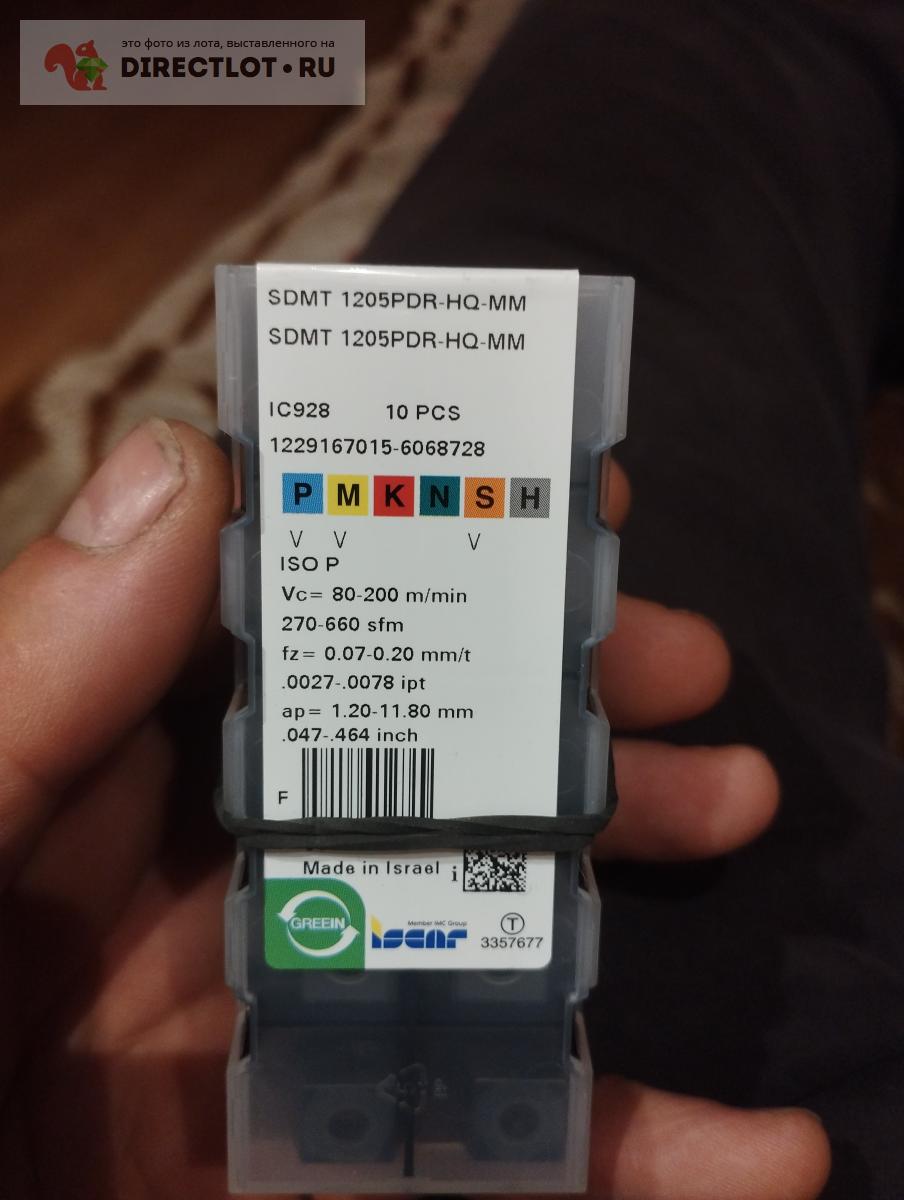 это фото из лота, выставленного на
DIRECTLOT•RU
SDMT 1205PDR-HQ-MM
SDMT 1205PDR-HQ-MM
IC928 10 PCS
1229167015-6068728
P M K N S H
V V V
ISO P
Vc= 80-200 m/min
270-660 sfm
fz= 0.07-0.20 mm/t
.0027-.0078 ipt
ap= 1.20-11.80 mm
.047-.464 inch
F
Made in Israel i
GREEIN
Member IMC Group
iscar
T
3357677